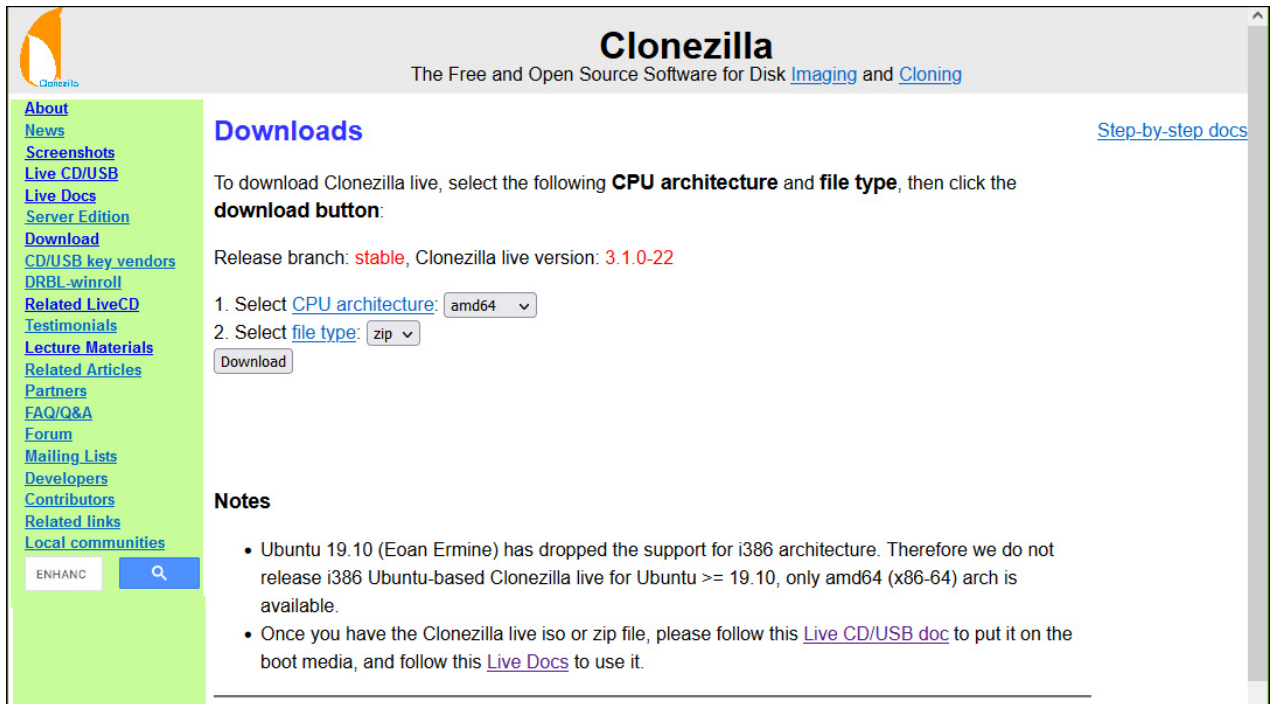 Clonezilla
Clonezilla
The Free and Open Source Software for Disk Imaging and Cloning
About
News
Screenshots
Live CD/USB
Live Docs
Server Edition
Download
CD/USB key vendors
DRBL-winroll
Related LiveCD
Testimonials
Lecture Materials
Related Articles
Partners
FAQ/Q&A
Forum
Mailing Lists
Developers
Contributors
Related links
Local communities
ENHANC
Downloads
Step-by-step docs
To download Clonezilla live, select the following CPU architecture and file type, then click the
download button:
Release branch: stable, Clonezilla live version: 3.1.0-22
1. Select CPU architecture: amd64
2. Select file type: zip
Download
Notes
• Ubuntu 19.10 (Eoan Ermine) has dropped the support for i386 architecture. Therefore we do not
release i386 Ubuntu-based Clonezilla live for Ubuntu >= 19.10, only amd64 (x86-64) arch is
available.
• Once you have the Clonezilla live iso or zip file, please follow this Live CD/USB doc to put it on the
boot media, and follow this Live Docs to use it.